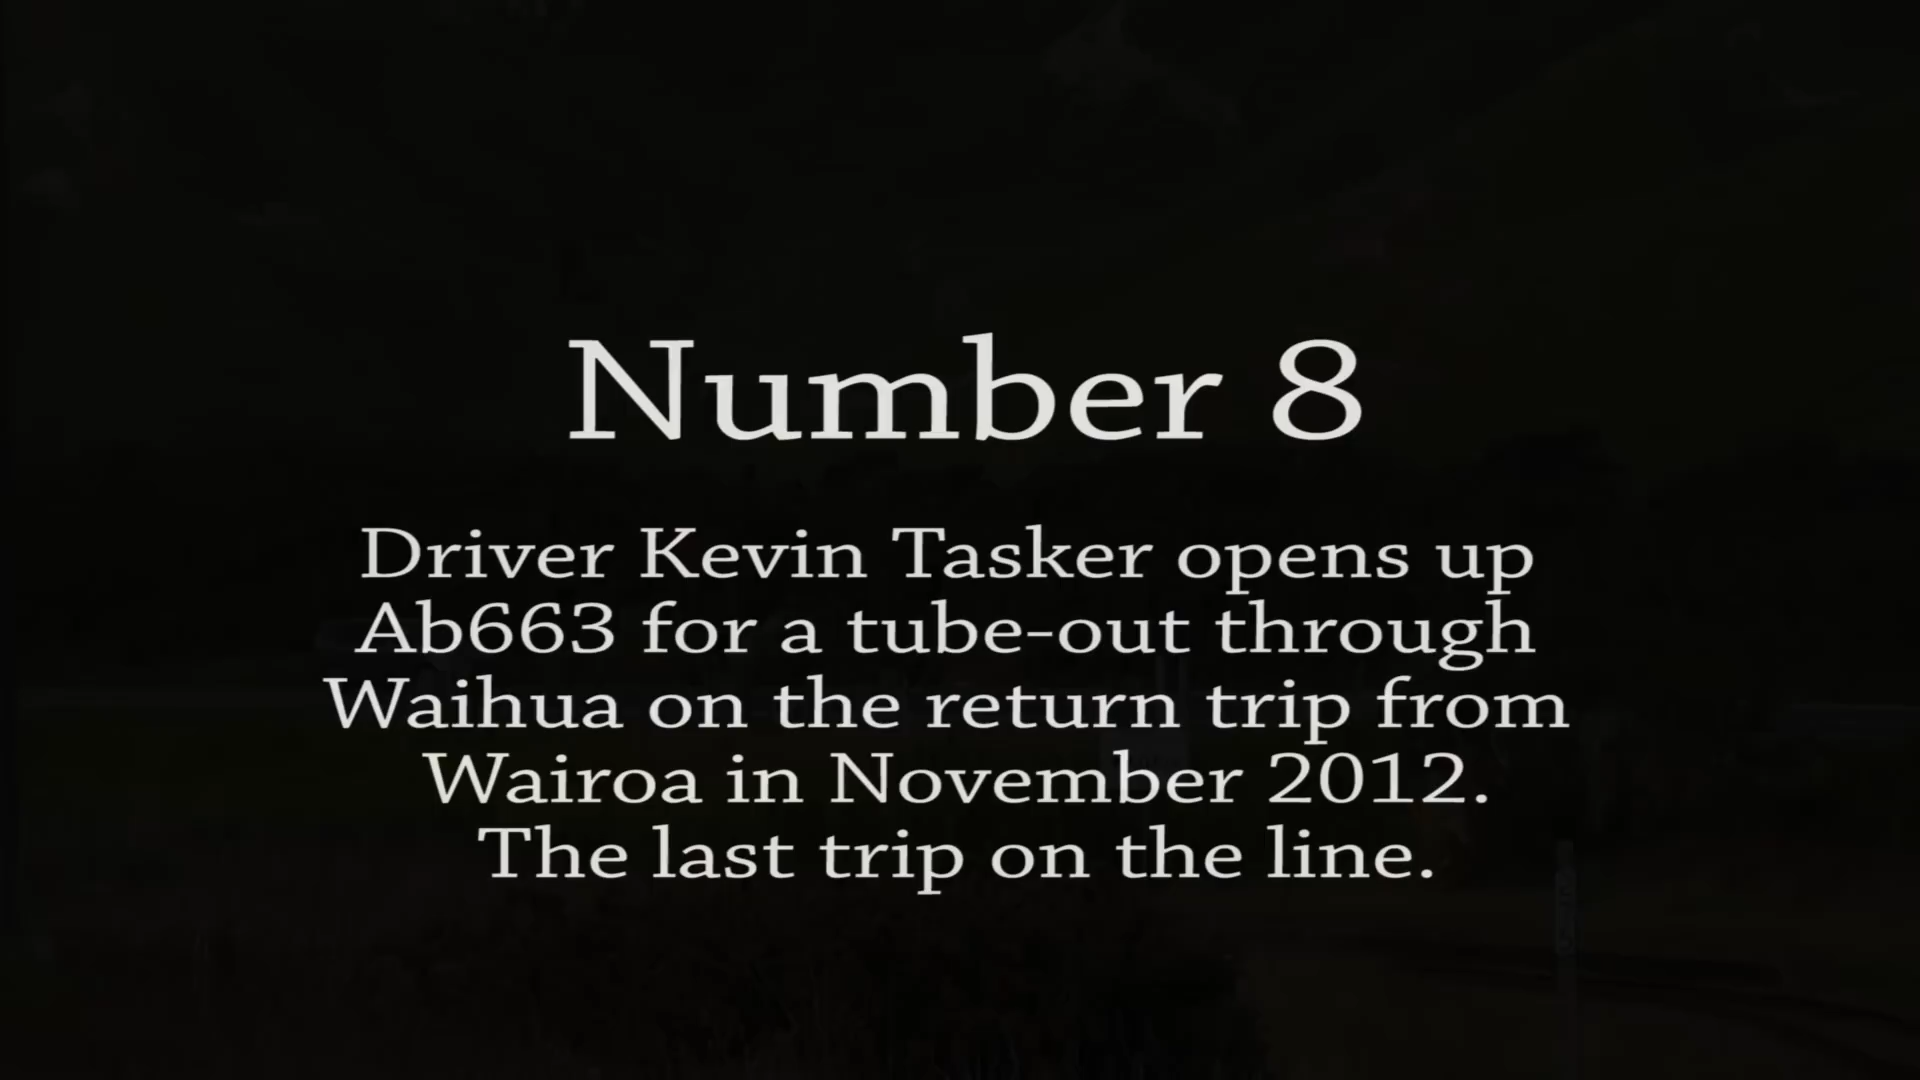 Number 8
Driver Kevin Tasker opens up
Ab663 for a tube-out through
Waihua on the return trip from
Wairoa in November 2012.
The last trip on the line.